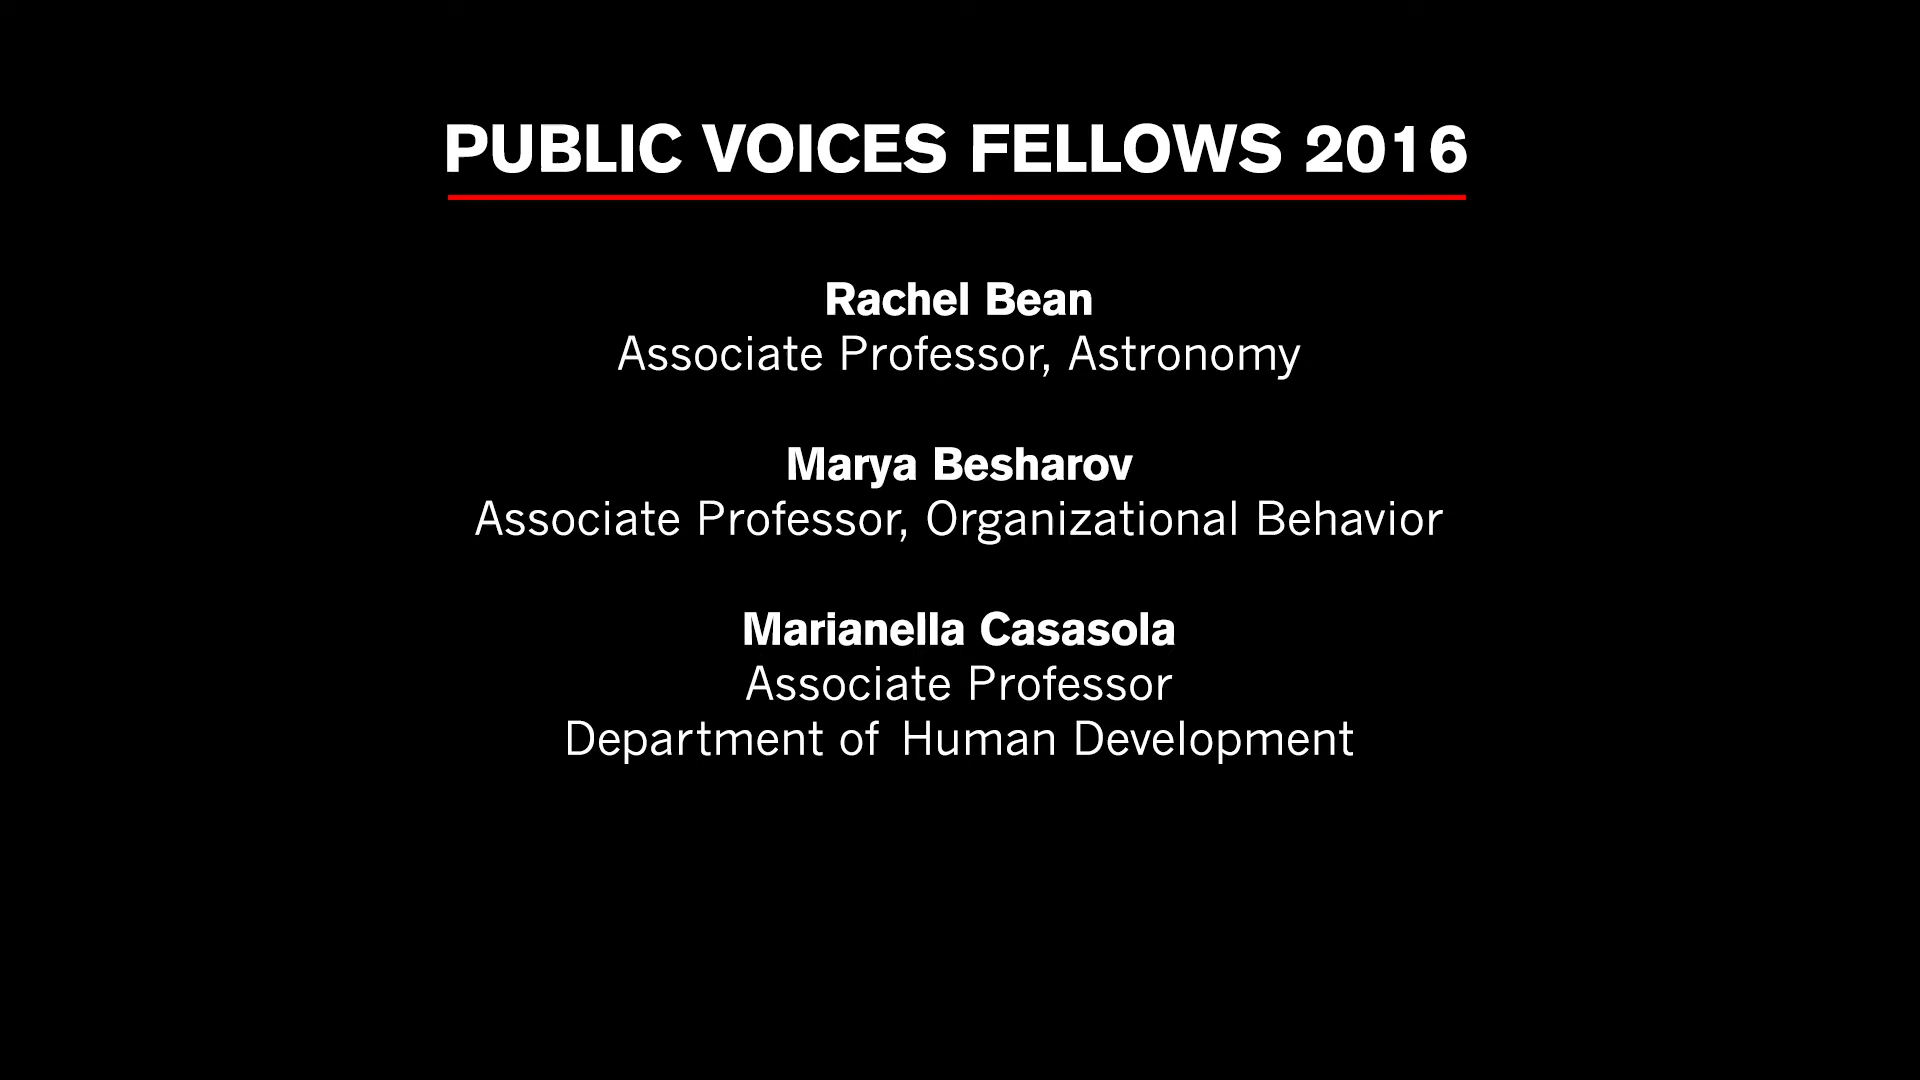 PUBLIC VOICES FELLOWS 2016
Rachel Bean
Associate Professor, Astronomy
Marya Besharov
Associate Professor, Organizational Behavior
Marianella Casasola
Associate Professor
Department of Human Development